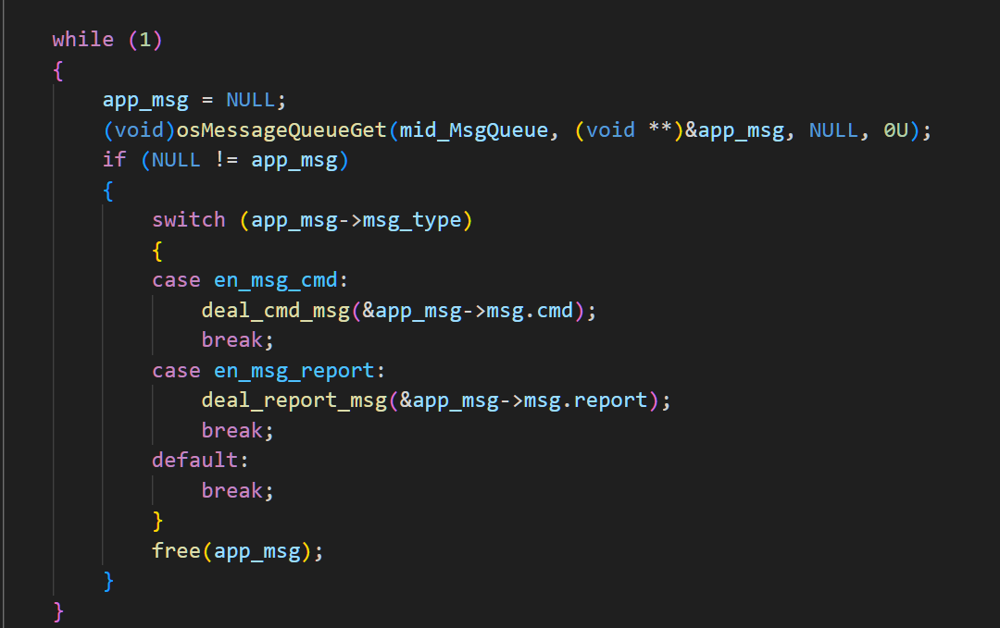 while (1)
{
app_msg = NULL;
(void)osMessageQueueGet(mid_MsgQueue, (void **)&app_msg, NULL, 0U);
if (NULL != app_msg)
{
switch (app_msg->msg_type)
{
case en_msg_cmd:
deal_cmd_msg(&app_msg->msg.cmd);
break;
case en_msg_report:
deal_report_msg(&app_msg->msg.report);
break;
default:
break;
}
free(app_msg);
}
}